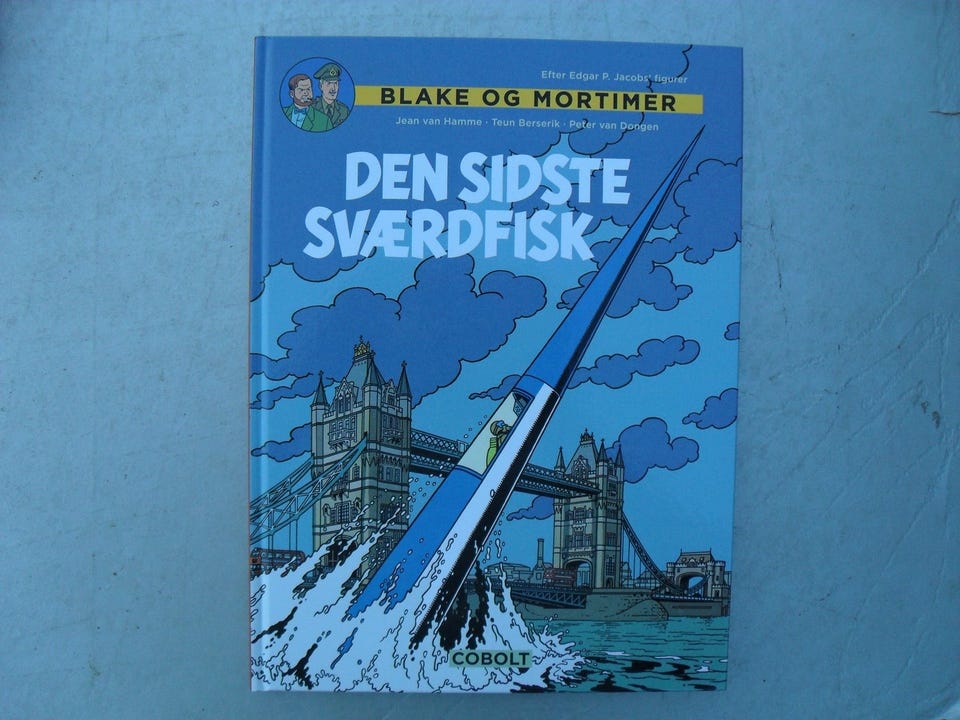 Efter Edgar P. Jacobs' figurer
BLAKE OG MORTIMER
Jean van Hamme · Teun Berserik · Peter van Dongen
DEN SIDSTE
SVÆRDFISK
COBOLT